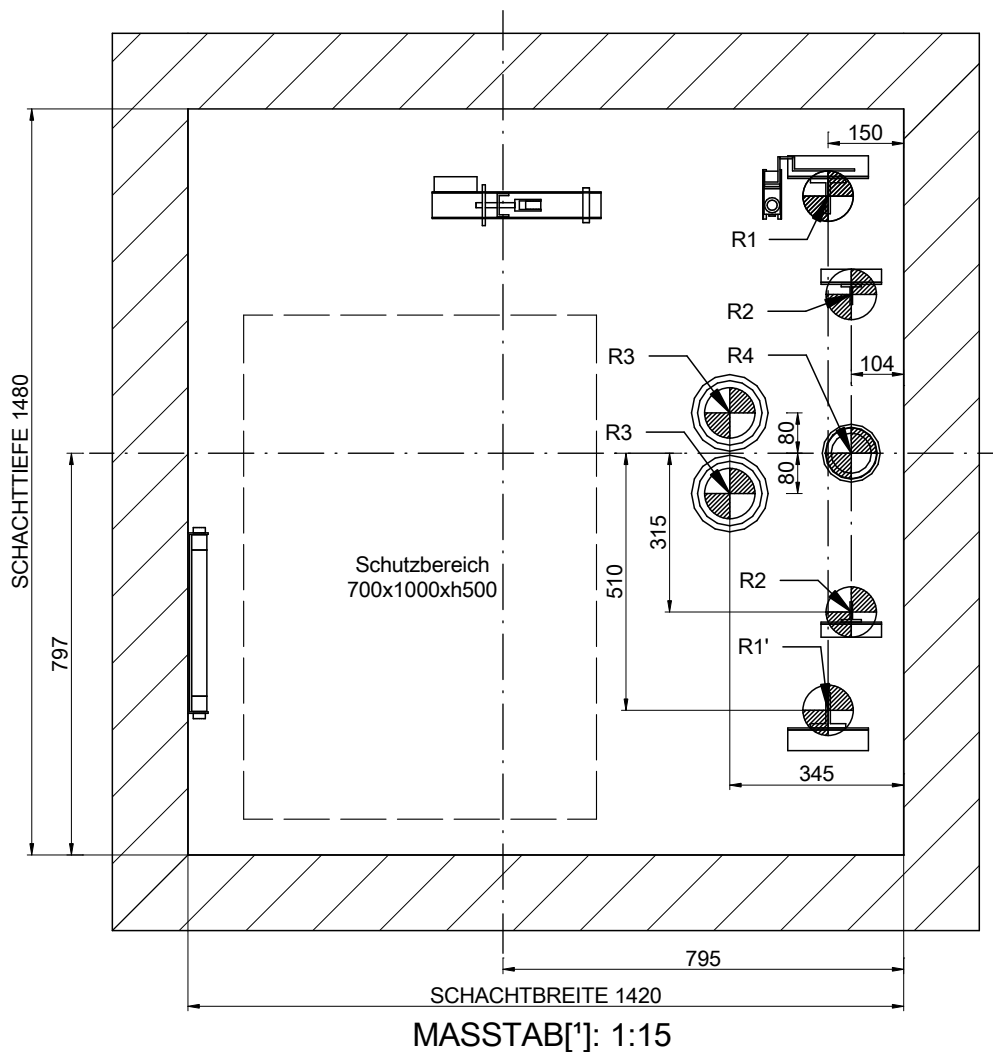 150
R1
R2
104
R3
R4
R3
80
80
SCHACHTTIEFE 1480
315
510
Schutzbereich
700x1000xh500
R2
797
R1'
345
795
SCHACHTBREITE 1420
MASSTAB[¹]: 1:15